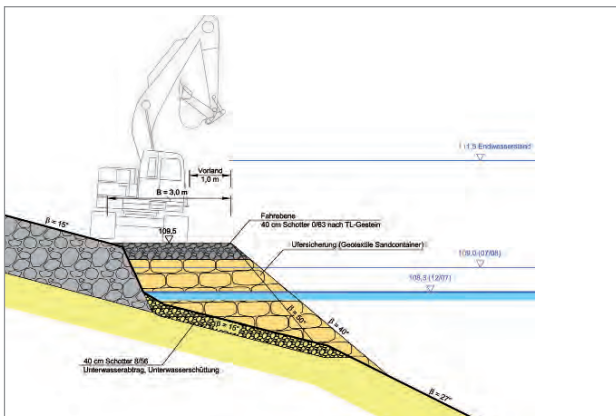 111,5 Endwasserstand
Vorland
1,0 m
B = 3,0 m
β = 15°
109,5
Fahrebene
40 cm Schotter 0/63 nach TL-Gestein
Ufersicherung (Geotextile Sandcontainer)
109,0 (07/08)
108,3 (12/07)
β = 50°
β = 40°
β = 15°
40 cm Schotter 8/56
Unterwasserabtrag, Unterwasserschüttung
β = 27°